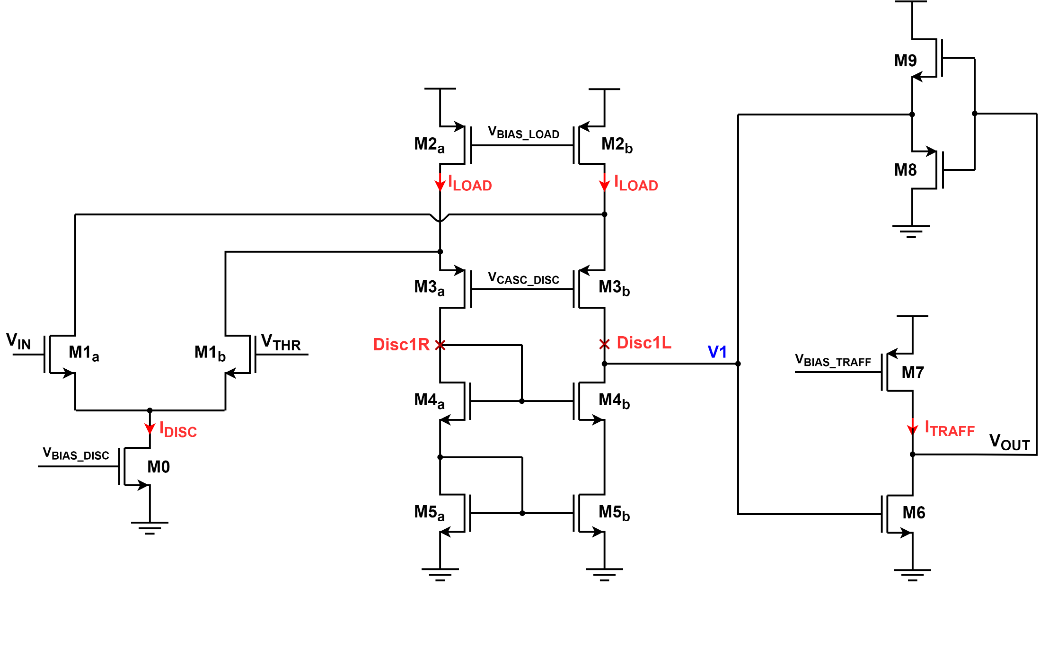 M9
M2a
VBIAS_LOAD
M2b
M8
ILOAD
ILOAD
M3a
VCASC_DISC
M3b
VIN
M1a
M1b
VTHR
Disc1R
Disc1L
V1
VBIAS_TRAFF
M7
M4a
M4b
IDISC
ITRAFF
VOUT
VBIAS_DISC
M0
M5a
M5b
M6